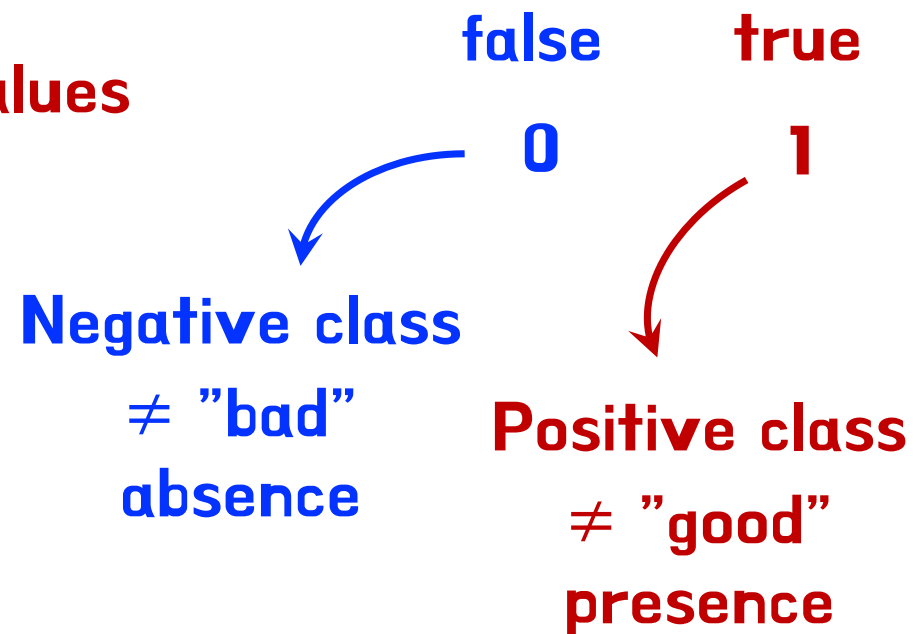 false true
alues
0 1
Negative class
≠ ”bad”
absence
Positive class
≠ ”good”
presence